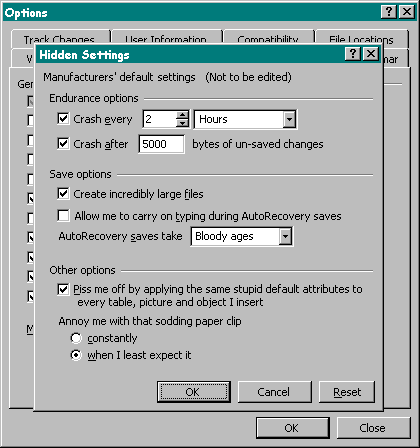 Options
Track Changes User Information Compatibility File Locations
Hidden Settings
Manufacturers' default settings (Not to be edited)
Endurance options
Crash every 2 Hours
Crash after 5000 bytes of un-saved changes
Save options
Create incredibly large files
Allow me to carry on typing during AutoRecovery saves
AutoRecovery saves take Bloody ages
Other options
Piss me off by applying the same stupid default attributes to
every table, picture and object I insert
Annoy me with that sodding paper clip
constantly
when I least expect it
OK Cancel Reset
OK Close